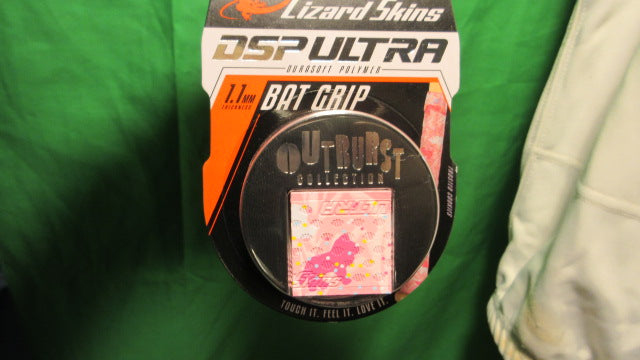 Lizard Skins
DSP ULTRA
DURASOFT POLYMER
1.1MM
THICKNESS
BAT GRIP
OUTBURST
COLLECTION
TOUCH IT. FEEL IT. LOVE IT.